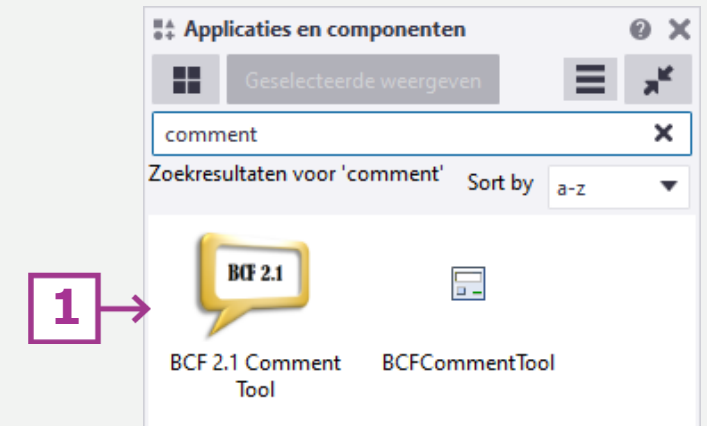 Applicaties en componenten
Geselecteerde weergeven
comment
Zoekresultaten voor 'comment' Sort by a-z
BCF 2.1
1
BCF 2.1 Comment Tool
BCFCommentTool